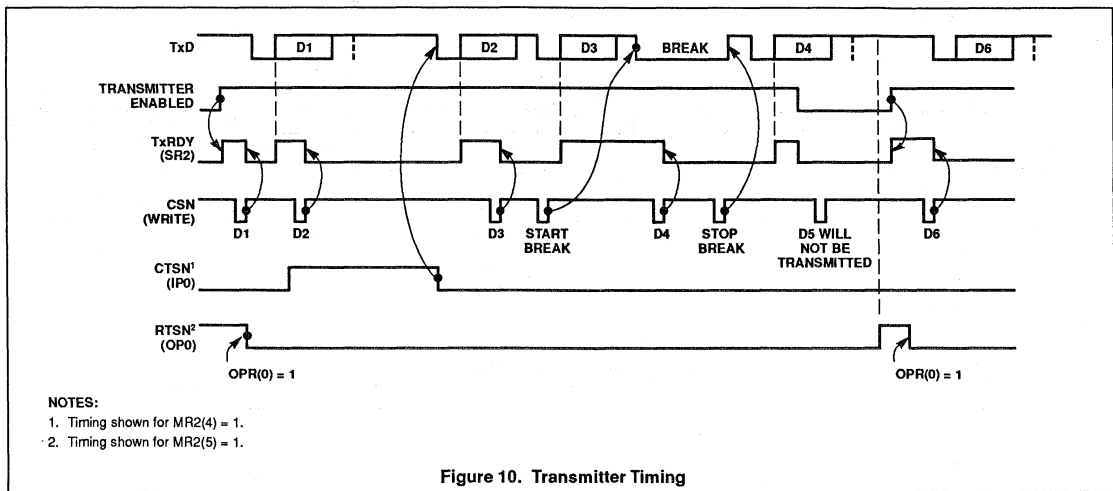 TxD
D1
D2
D3
BREAK
D4
D6
TRANSMITTER
ENABLED
TxRDY
(SR2)
CSN
(WRITE)
D1
D2
D3
START
BREAK
D4
STOP
BREAK
D5 WILL
NOT BE
TRANSMITTED
D6
CTSN1
(IP0)
RTSN2
(OP0)
OPR(0) = 1
OPR(0) = 1
NOTES:
1. Timing shown for MR2(4) = 1.
2. Timing shown for MR2(5) = 1.
Figure 10. Transmitter Timing